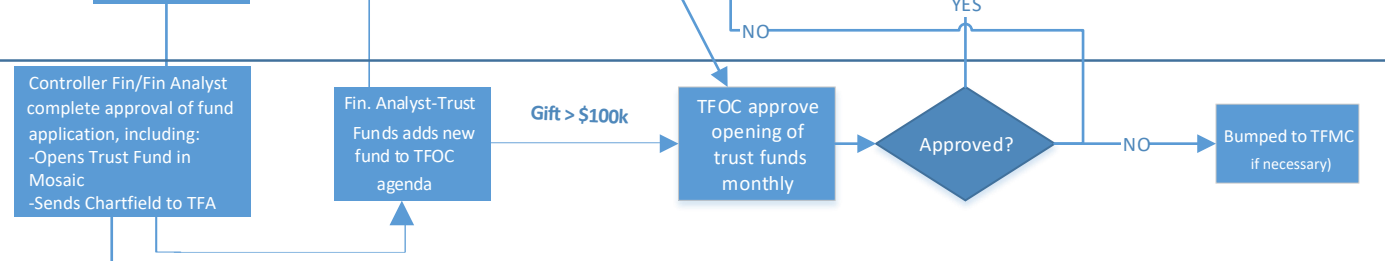 YES
NO
Controller Fin/Fin Analyst
complete approval of fund
application, including:
-Opens Trust Fund in
Mosaic
-Sends Chartfield to TFA
Fin. Analyst-Trust
Funds adds new
fund to TFOC
agenda
Gift > $100k
TFOC approve
opening of
trust funds
monthly
Approved?
NO
Bumped to TFMC
if necessary)